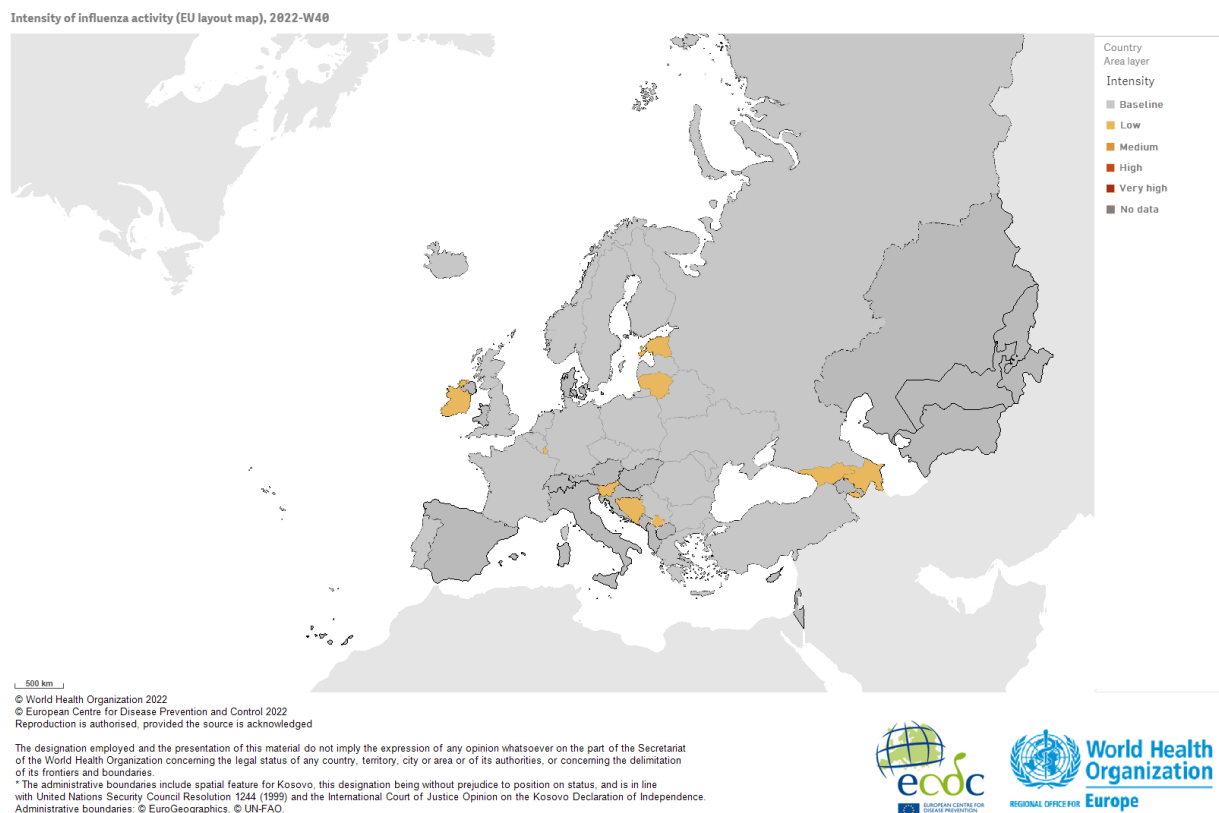 Intensity of influenza activity (EU layout map), 2022-W40
Country
Area layer
Intensity
Baseline
Low
Medium
High
Very high
No data
500 km
© World Health Organization 2022
© European Centre for Disease Prevention and Control 2022
Reproduction is authorised, provided the source is acknowledged
The designation employed and the presentation of this material do not imply the expression of any opinion whatsoever on the part of the Secretariat
of the World Health Organization concerning the legal status of any country, territory, city or area or of its authorities, or concerning the delimitation
of its frontiers and boundaries.
* The administrative boundaries include spatial feature for Kosovo, this designation being without prejudice to position on status, and is in line
with United Nations Security Council Resolution 1244 (1999) and the International Court of Justice Opinion on the Kosovo Declaration of Independence.
Administrative boundaries: © EuroGeographics, © UN-FAO.
ecdc
EUROPEAN CENTRE FOR
DISEASE PREVENTION
World Health
Organization
REGIONAL OFFICE FOR Europe